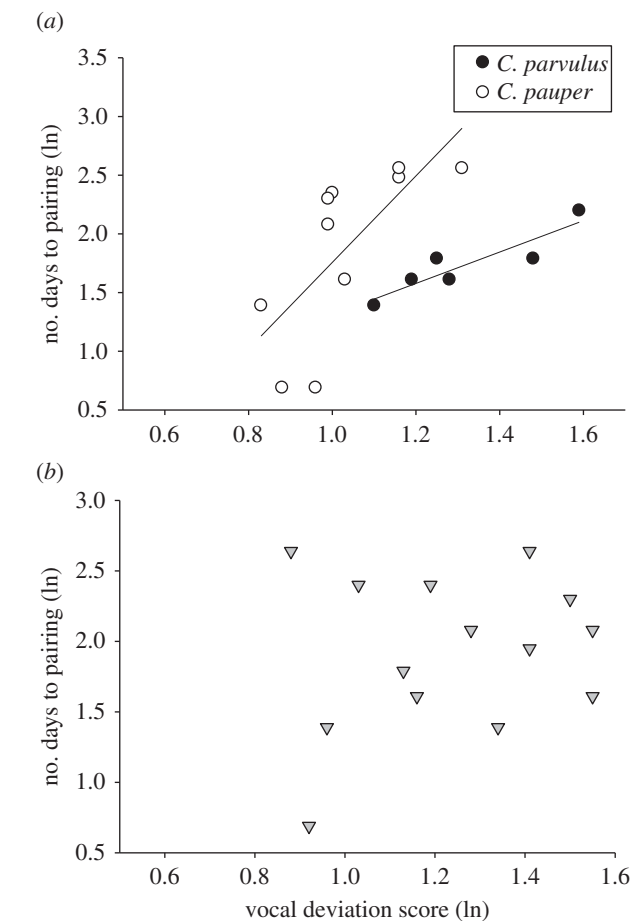 (a)
3.5
3.0
2.5
2.0
1.5
1.0
0.5
no. days to pairing (ln)
C. parvulus
C. pauper
0.6 0.8 1.0 1.2 1.4 1.6
(b)
3.0
2.5
2.0
1.5
1.0
0.5
no. days to pairing (ln)
0.6 0.8 1.0 1.2 1.4 1.6
vocal deviation score (ln)